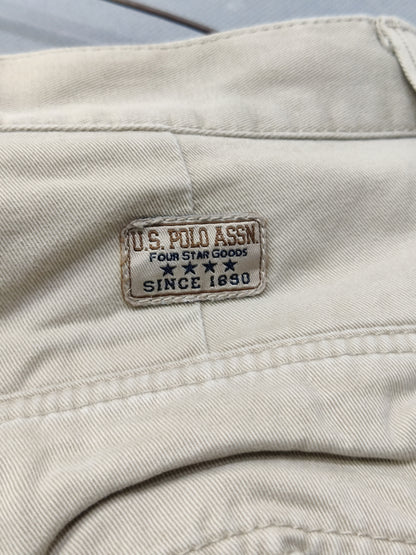 U.S. POLO ASSN.
FOUR STAR GOODS
SINCE 1890